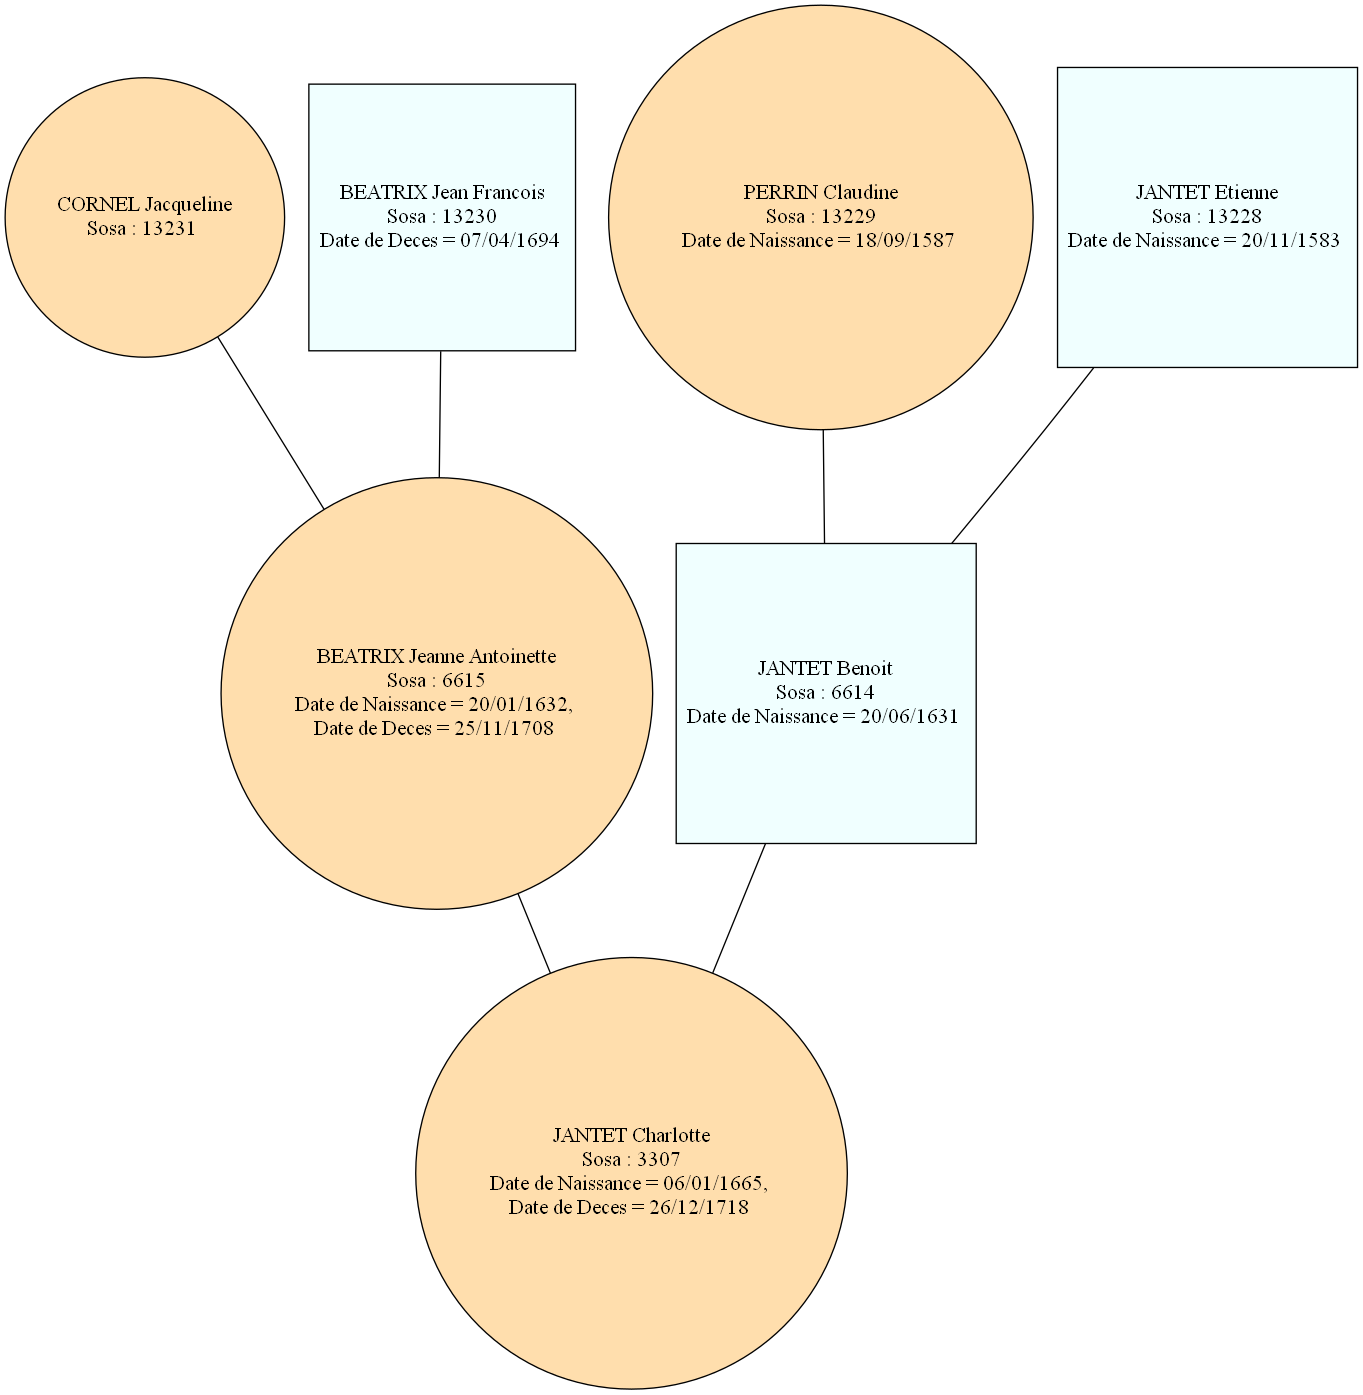 CORNEL Jacqueline
Sosa : 13231
BEATRIX Jean Francois
Sosa : 13230
Date de Deces = 07/04/1694
PERRIN Claudine
Sosa : 13229
Date de Naissance = 18/09/1587
JANTET Etienne
Sosa : 13228
Date de Naissance = 20/11/1583
BEATRIX Jeanne Antoinette
Sosa : 6615
Date de Naissance = 20/01/1632,
Date de Deces = 25/11/1708
JANTET Benoit
Sosa : 6614
Date de Naissance = 20/06/1631
JANTET Charlotte
Sosa : 3307
Date de Naissance = 06/01/1665,
Date de Deces = 26/12/1718